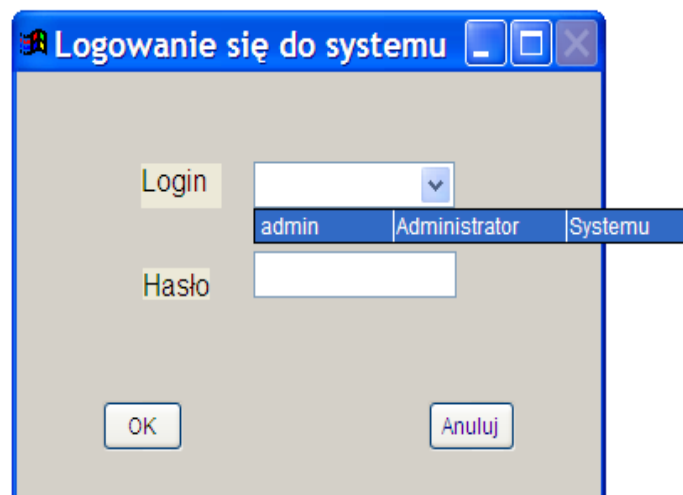 Logowanie się do systemu
Login
admin Administrator Systemu
Hasło
OK Anuluj